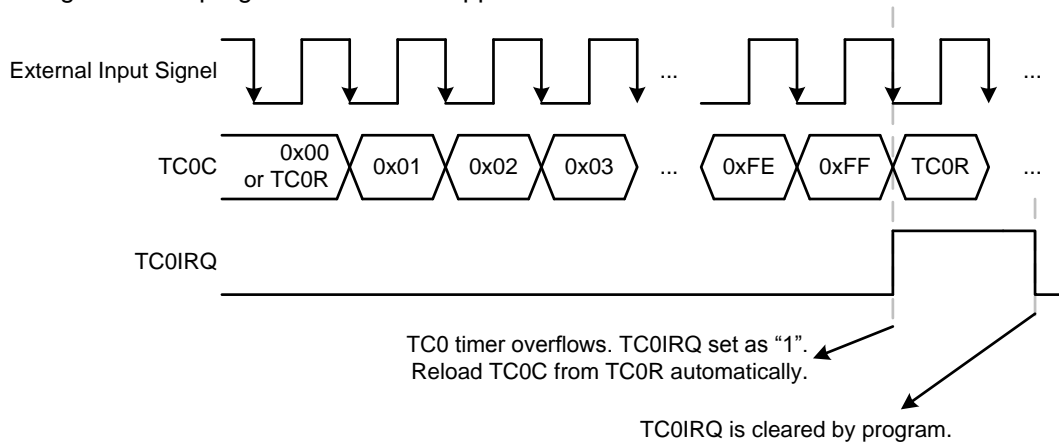 External Input Signel
...
...
TC0C
0x00
or TC0R
0x01
0x02
0x03
...
0xFE
0xFF
TC0R
...
TC0IRQ
TC0 timer overflows. TC0IRQ set as “1”.
Reload TC0C from TC0R automatically.
TC0IRQ is cleared by program.